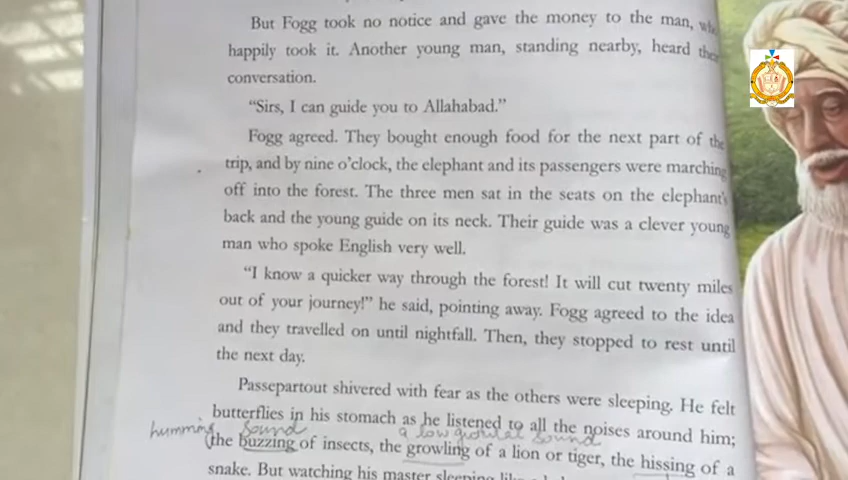 But Fogg took no notice and gave the money to the man,
happily took it. Another young man, standing nearby, heard
conversation.
“Sirs, I can guide you to Allahabad.”
Fogg agreed. They bought enough food for the next part of the
trip, and by nine o’clock, the elephant and its passengers were marching
off into the forest. The three men sat in the seats on the elephant’s
back and the young guide on its neck. Their guide was a clever young
man who spoke English very well.
“I know a quicker way through the forest! It will cut twenty miles
out of your journey!” he said, pointing away. Fogg agreed to the idea
and they travelled on until nightfall. Then, they stopped to rest until
the next day.
Passepartout shivered with fear as the others were sleeping. He felt
butterflies in his stomach as he listened to all the noises around him;
humming sound a low sound
(the buzzing of insects, the growling of a lion or tiger, the hissing of a
snake. But watching his master sleeping